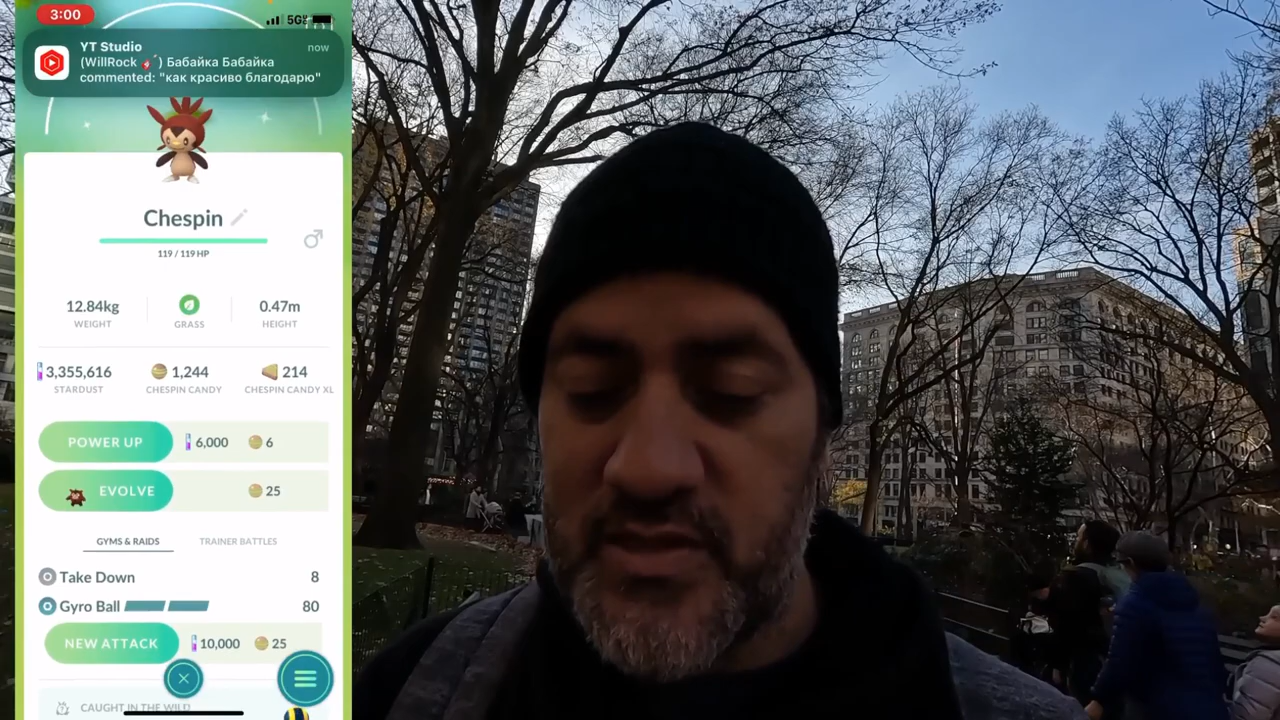 3:00
5G
YT Studio
now
(WillRock 🚀) Бабайка Бабайка
commented: "как красиво благодарю"
Chespin
119 / 119 HP
12.84kg
0.47m
WEIGHT
GRASS
HEIGHT
3,355,616
1,244
214
STARDUST
CHESPIN CANDY
CHESPIN CANDY XL
POWER UP
6,000
6
EVOLVE
25
GYMS & RAIDS
TRAINER BATTLES
Take Down
8
Gyro Ball
80
NEW ATTACK
10,000
25
CAUGHT IN THE WILD